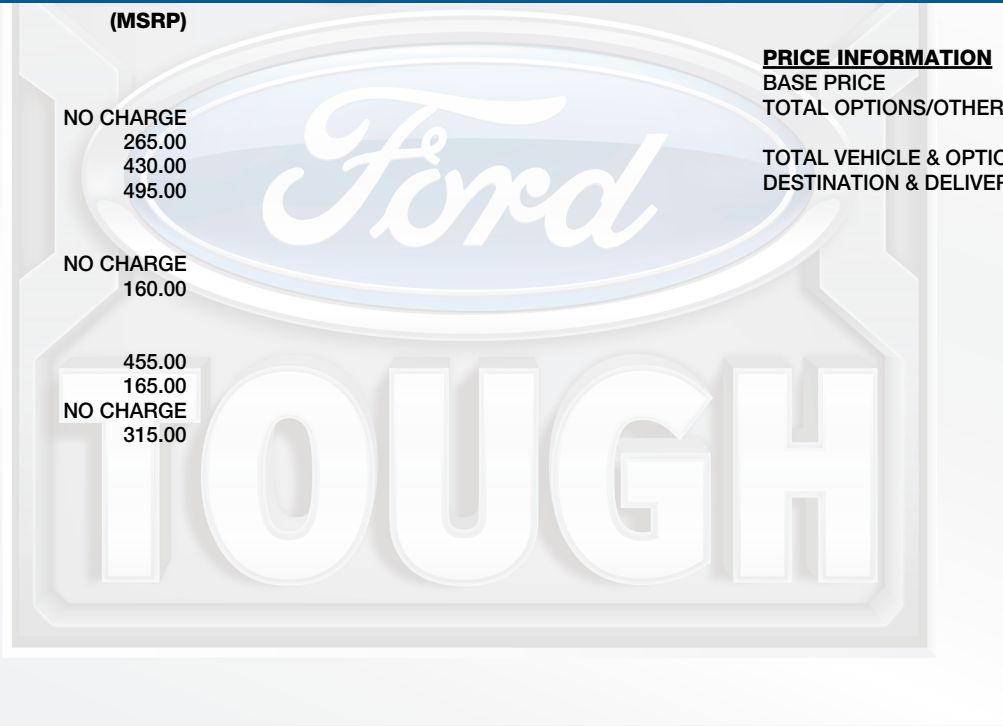 (MSRP)
NO CHARGE
265.00
430.00
495.00
NO CHARGE
160.00
455.00
165.00
NO CHARGE
315.00
PRICE INFORMATION
BASE PRICE
TOTAL OPTIONS/OTHER
TOTAL VEHICLE & OPTIO
DESTINATION & DELIVER
Ford
TOUGH